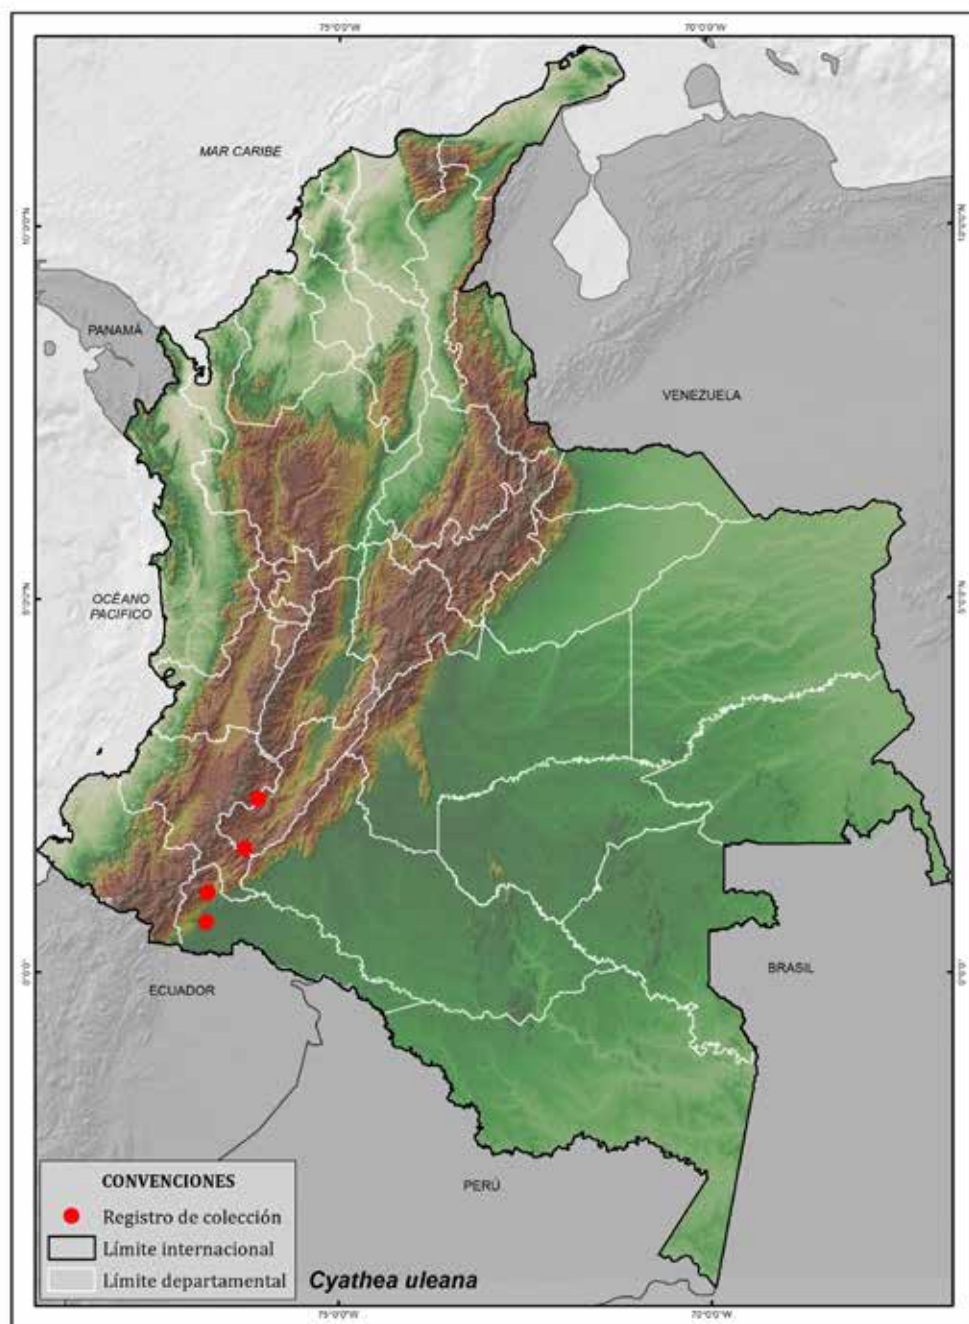 75°0'0"W
70°0'0"W
MAR CARIBE
10°0'0"N
10°0'0"N
PANAMÁ
VENEZUELA
OCÉANO
PACIFICO
5°0'0"N
5°0'0"N
0°0'0"
0°0'0"
ECUADOR
BRASIL
PERÚ
CONVENCIONES
Registro de colección
Límite internacional
Límite departamental
Cyathea uleana
75°0'0"W
70°0'0"W